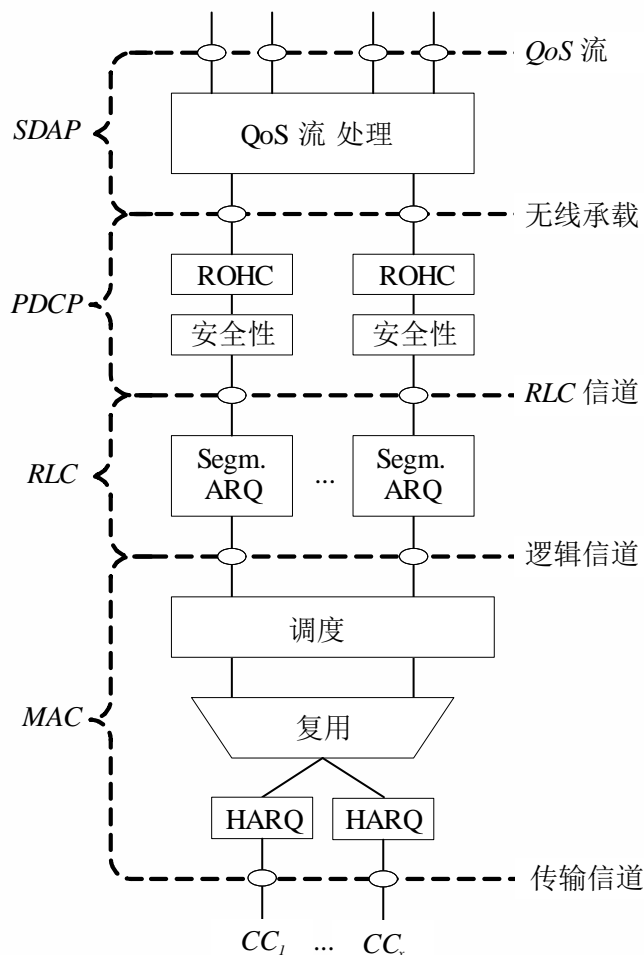 QoS 流
SDAP
QoS 流 处理
无线承载
ROHC ROHC
PDCP
安全性 安全性
RLC 信道
RLC
Segm. ARQ ... Segm. ARQ
逻辑信道
调度
MAC
复用
HARQ HARQ
传输信道
CC1 ... CCx